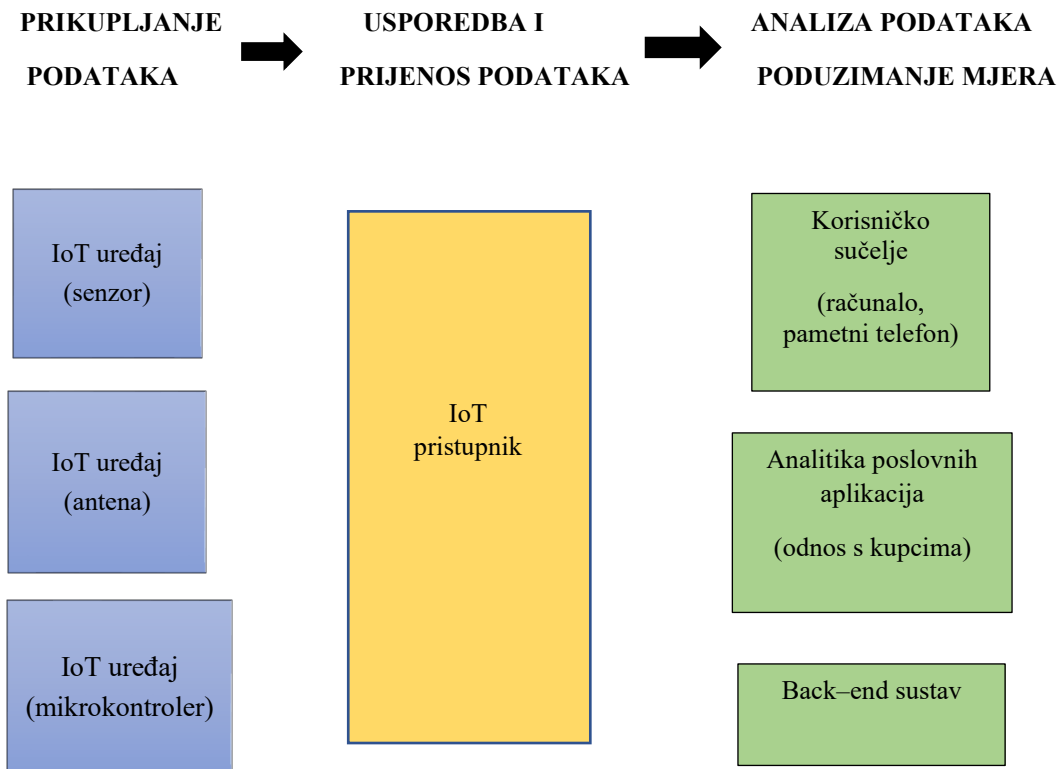 PRIKUPLJANJE
PODATAKA
USPOREDBA I
PRIJENOS PODATAKA
ANALIZA PODATAKA
PODUZIMANJE MJERA
IoT uređaj
(senzor)
IoT uređaj
(antena)
IoT uređaj
(mikrokontroler)
IoT
pristupnik
Korisničko
sučelje
(računalo,
pametni telefon)
Analitika poslovnih
aplikacija
(odnos s kupcima)
Back–end sustav